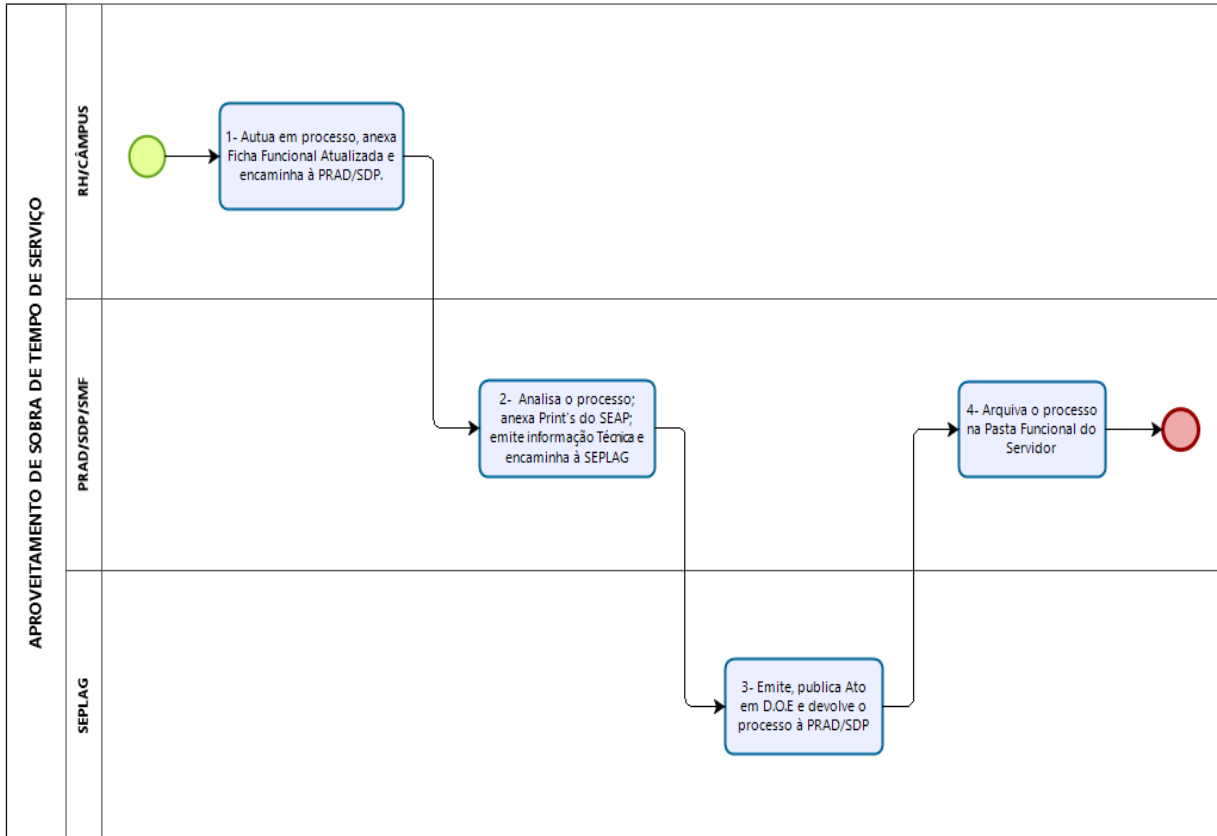 APROVEITAMENTO DE SOBRA DE TEMPO DE SERVIÇO
RH/CÂMPUS
1- Autua em processo, anexa
Ficha Funcional Atualizada e
encaminha à PRAD/SDP.
PRAD/SDP/SMF
2- Analisa o processo;
anexa Print's do SEAP;
emite informação Técnica e
encaminha à SEPLAG
4- Arquiva o processo
na Pasta Funcional do
Servidor
SEPLAG
3- Emite, publica Ato
em D.O.E e devolve o
processo à PRAD/SDP